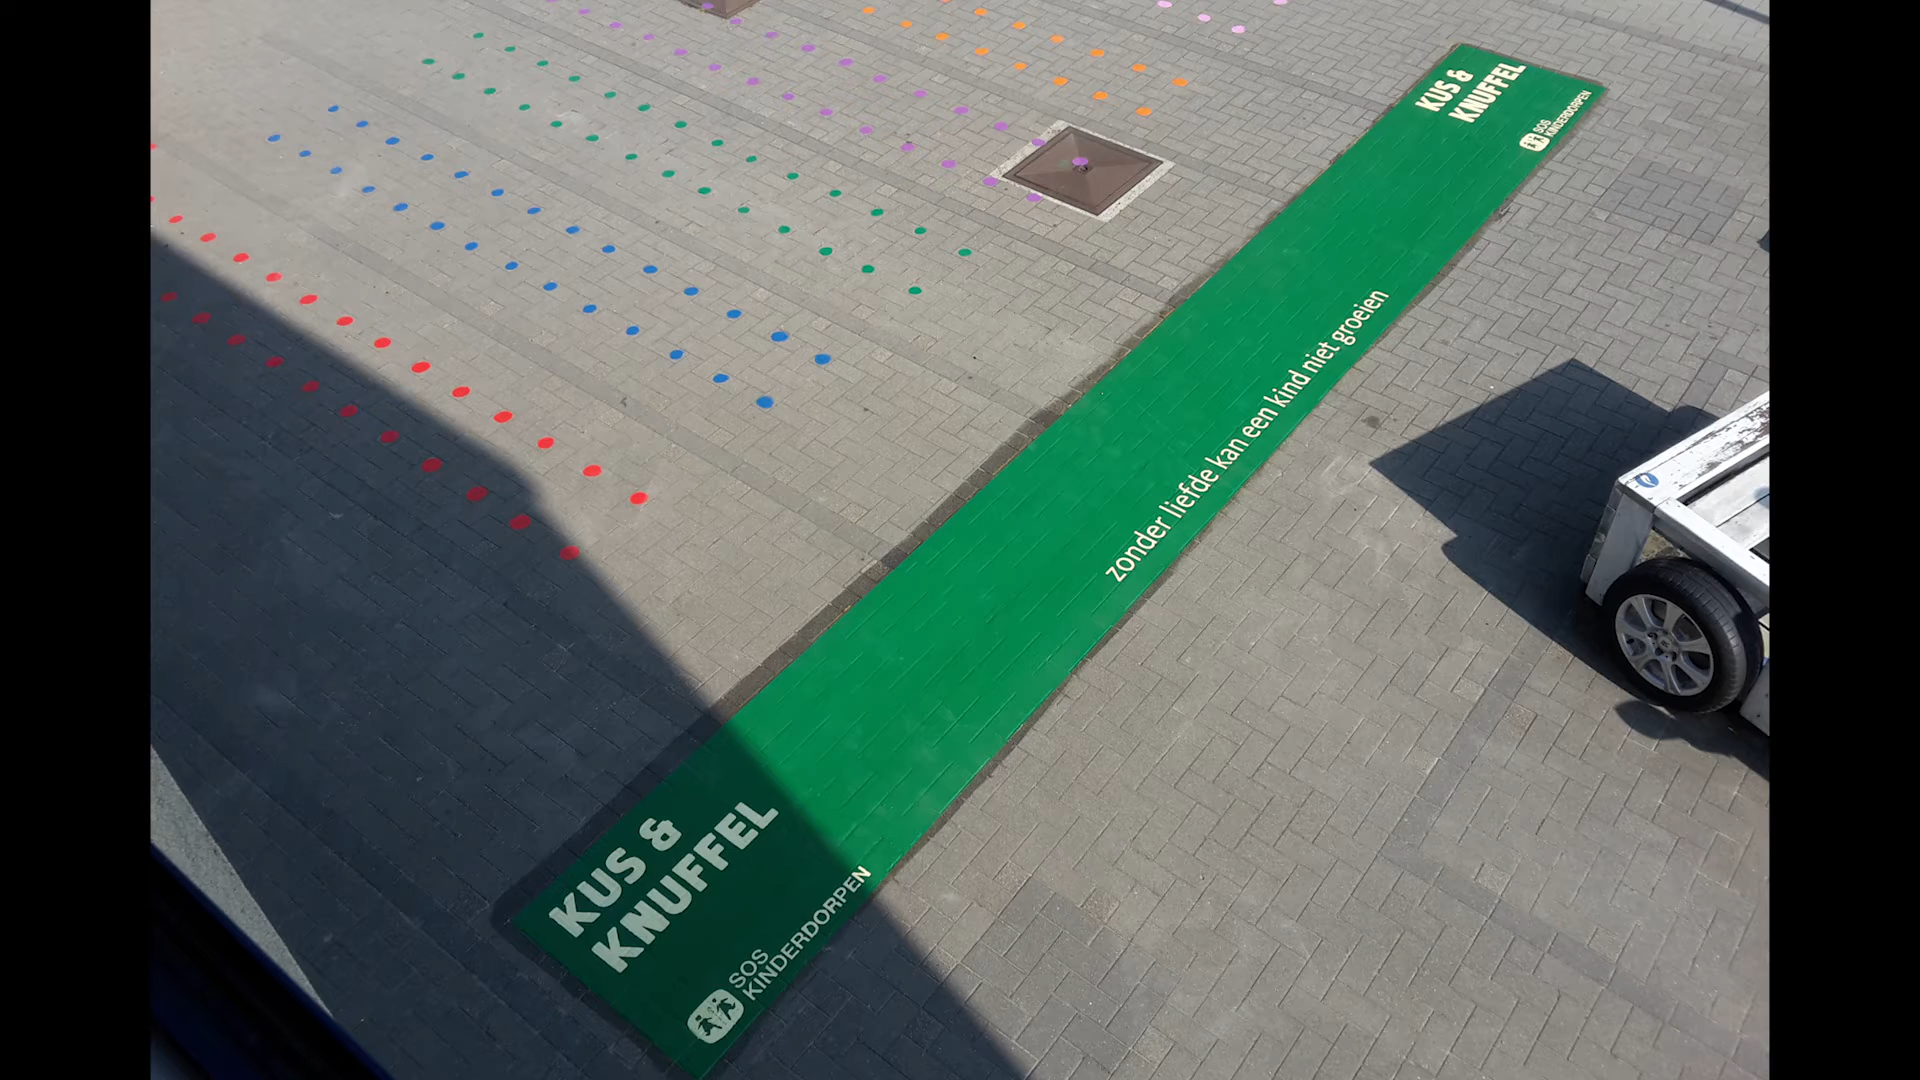 KUS &
KNUFFEL
SOS
KINDERDORPEN
zonder liefde kan een kind niet groeien
KUS &
KNUFFEL
SOS
KINDERDORPEN